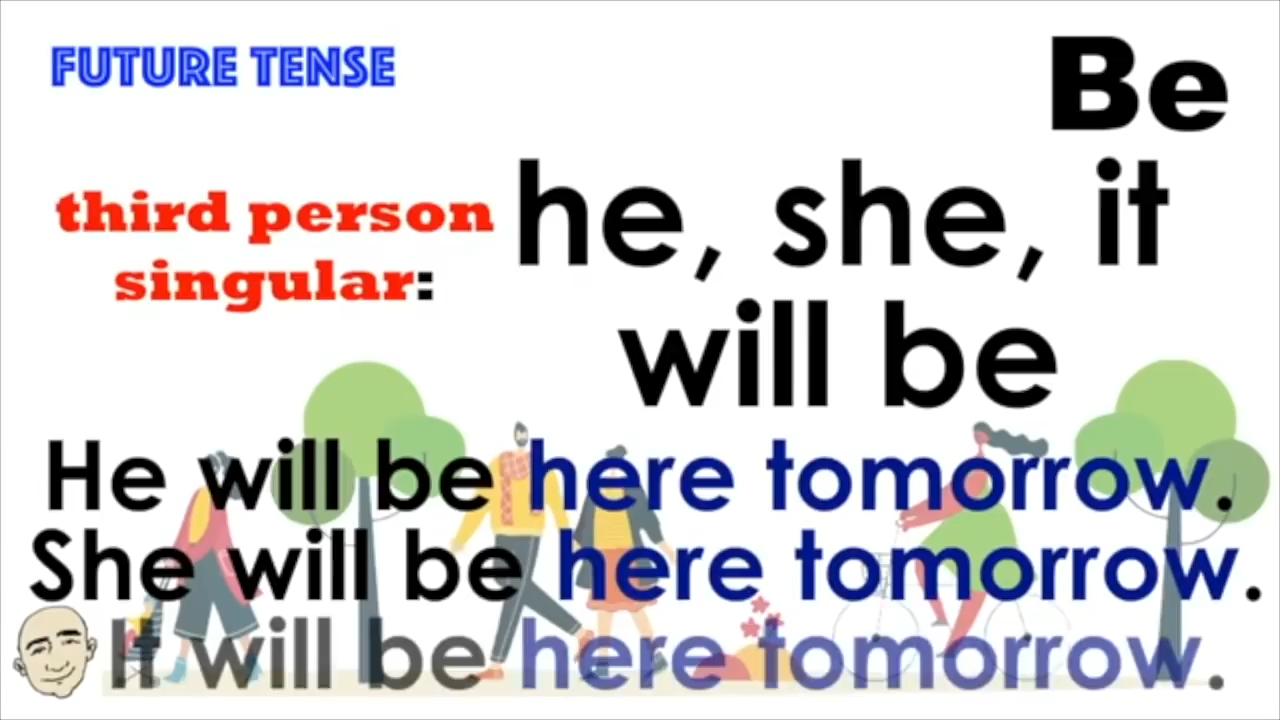 FUTURE TENSE
Be
third person
singular:
he, she, it
will be
He will be here tomorrow.
She will be here tomorrow.
It will be here tomorrow.